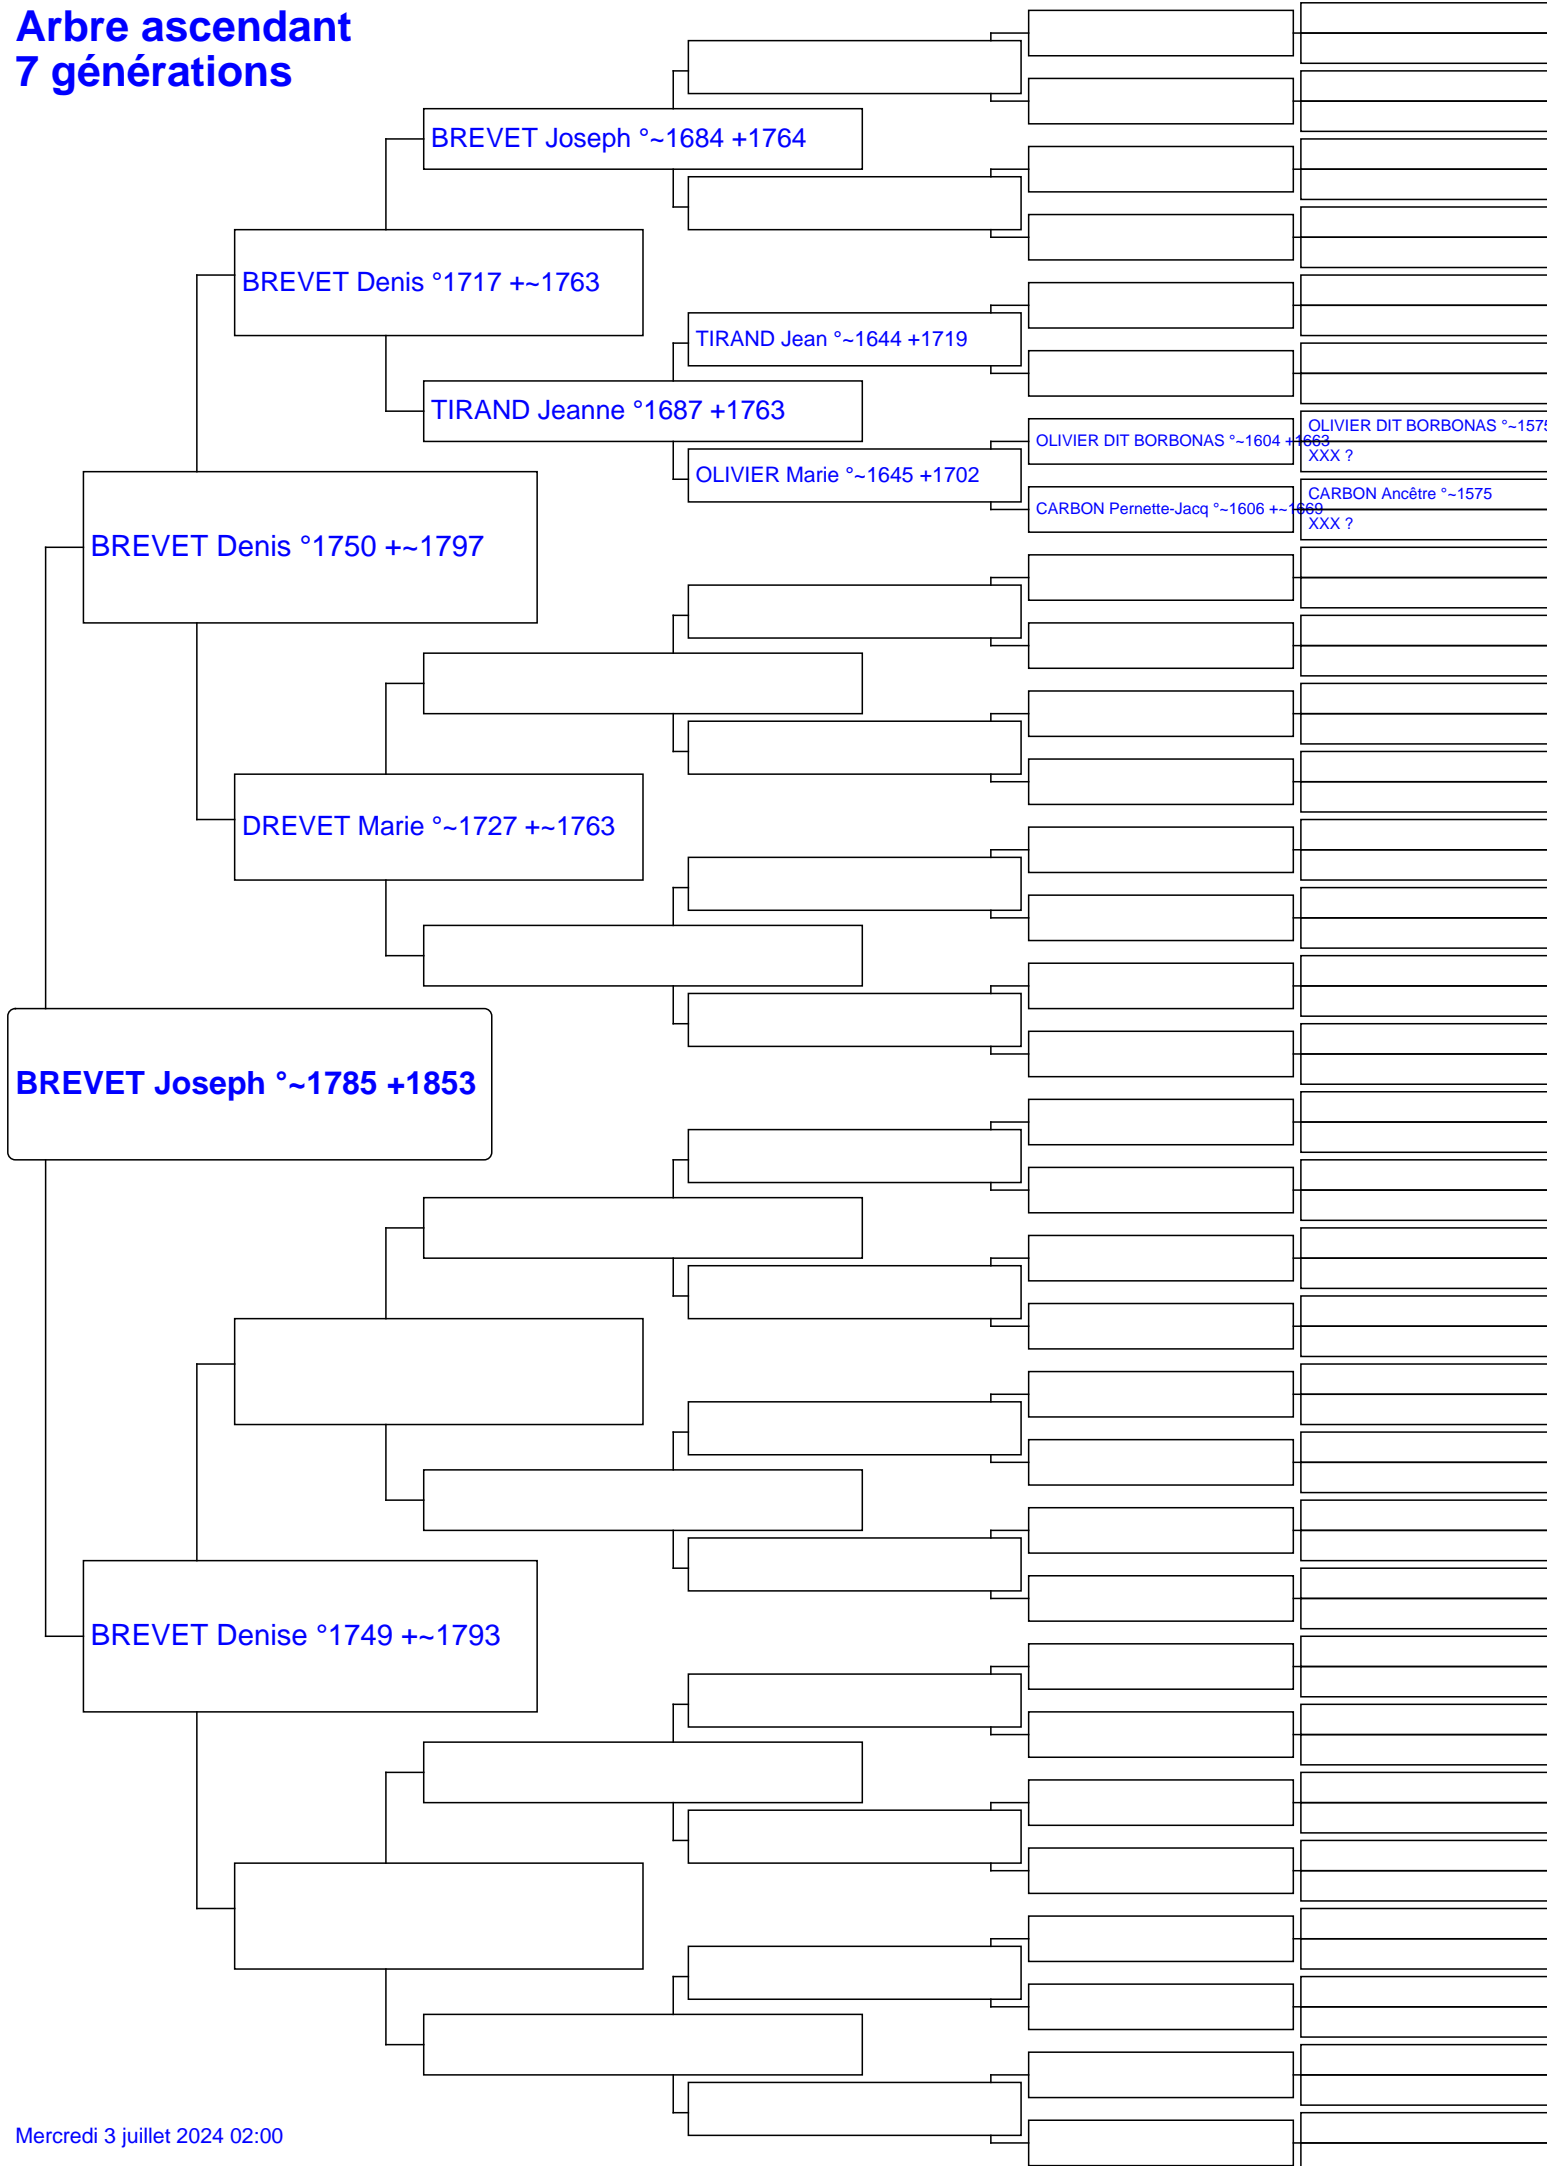 Arbre ascendant
7 générations
BREVET Joseph °~1684 +1764
BREVET Denis °1717 +~1763
TIRAND Jean °~1644 +1719
TIRAND Jeanne °1687 +1763
OLIVIER DIT BORBONAS °~1575
OLIVIER DIT BORBONAS °~1604 +1663
XXX ?
OLIVIER Marie °~1645 +1702
CARBON Ancêtre °~1575
CARBON Pernette-Jacq °~1606 +~1669
XXX ?
BREVET Denis °1750 +~1797
DREVET Marie °~1727 +~1763
BREVET Joseph °~1785 +1853
BREVET Denise °1749 +~1793
Mercredi 3 juillet 2024 02:00